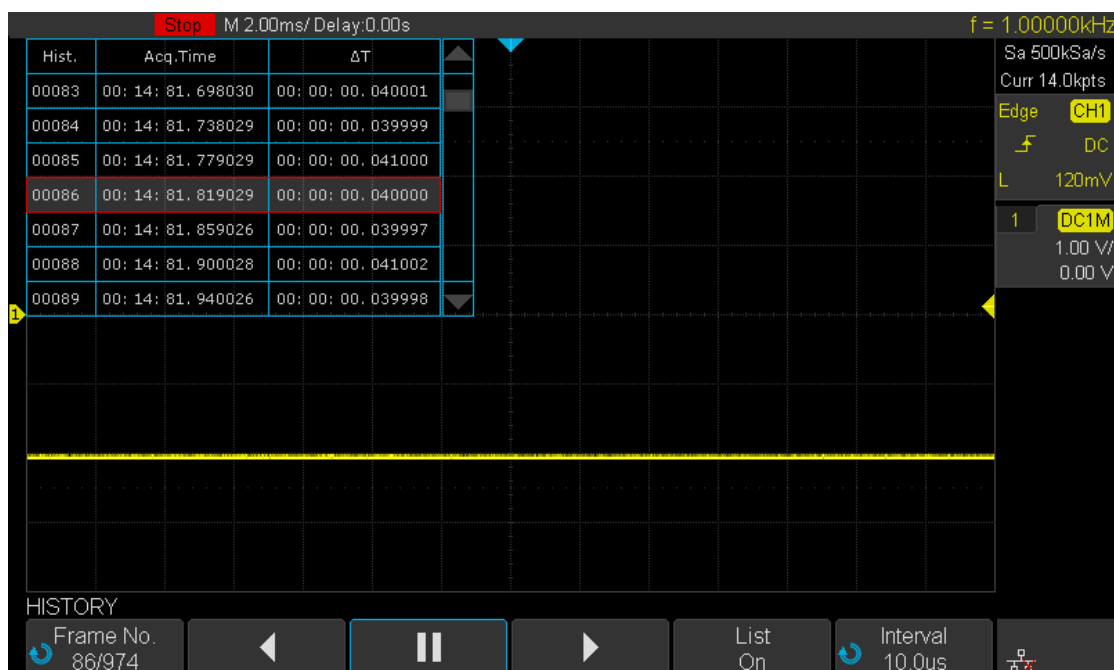 Stop M 2.00ms/ Delay:0.00s f = 1.00000kHz
Sa 500kSa/s
Curr 14.0kpts
Edge CH1
DC
L 120mV
1 DC1M
1.00 V/
0.00 V
Hist. Acq.Time ΔT
00083 00: 14: 81. 698030 00: 00: 00. 040001
00084 00: 14: 81. 738029 00: 00: 00. 039999
00085 00: 14: 81. 779029 00: 00: 00. 041000
00086 00: 14: 81. 819029 00: 00: 00. 040000
00087 00: 14: 81. 859026 00: 00: 00. 039997
00088 00: 14: 81. 900028 00: 00: 00. 041002
00089 00: 14: 81. 940026 00: 00: 00. 039998
1
HISTORY
Frame No. List Interval
86/974 On 10.0us